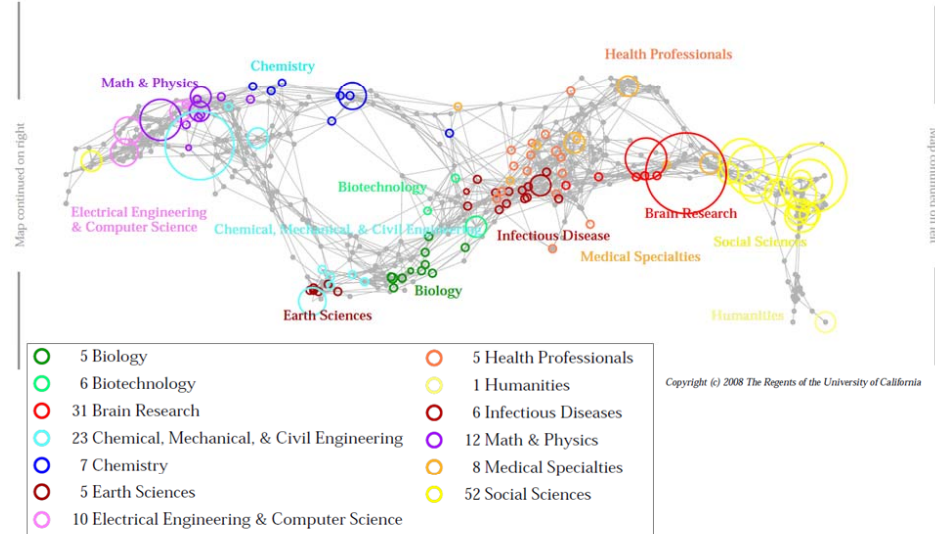 Health Professionals
Chemistry
Math & Physics
Map continued on right
Biotechnology
Electrical Engineering
& Computer Science
Chemical, Mechanical, & Civil Engineering
Brain Research
Infectious Disease
Social Sciences
Medical Specialties
Biology
Earth Sciences
Humanities
Map continued on left
5 Biology
6 Biotechnology
31 Brain Research
23 Chemical, Mechanical, & Civil Engineering
7 Chemistry
5 Earth Sciences
10 Electrical Engineering & Computer Science
5 Health Professionals
1 Humanities
6 Infectious Diseases
12 Math & Physics
8 Medical Specialties
52 Social Sciences
Copyright (c) 2008 The Regents of the University of California